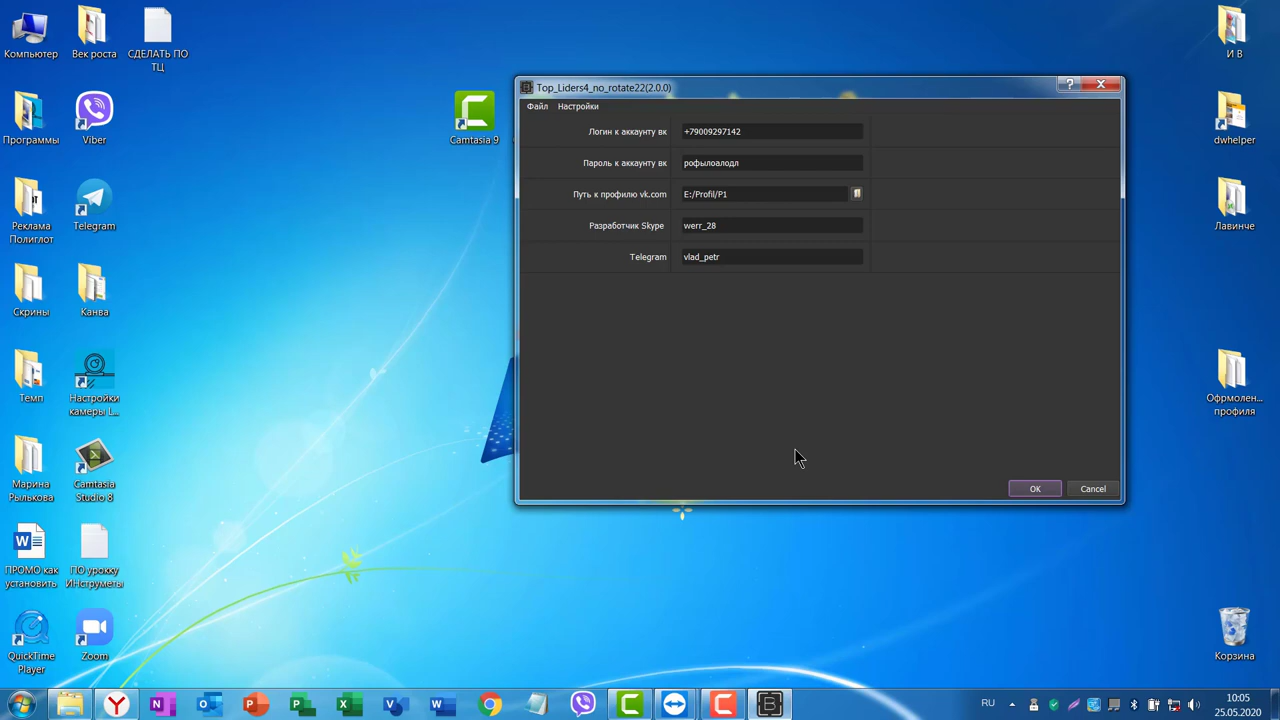 Компьютер
Век роста
СДЕЛАТЬ ПО
ТЦ
Программы
Viber
Реклама
Полиглот
Telegram
Скрины
Канва
Темп
Настройки
камеры L...
Марина
Рылькова
Camtasia
Studio 8
ПРОМО как
установить
ПО урокку
ИНстрметы
QuickTime
Player
Zoom
Camtasia 9
Top_Liders4_no_rotate22(2.0.0)
Файл Настройки
Логин к аккаунту вк +79009297142
Пароль к аккаунту вк рофылоалодл
Путь к профилю vk.com E:/Profil/P1
Разработчик Skype werr_28
Telegram vlad_petr
OK Cancel
И В
dwhelper
Лавинче
Офрмолен...
профиля
Корзина
RU
10:05
25.05.2020